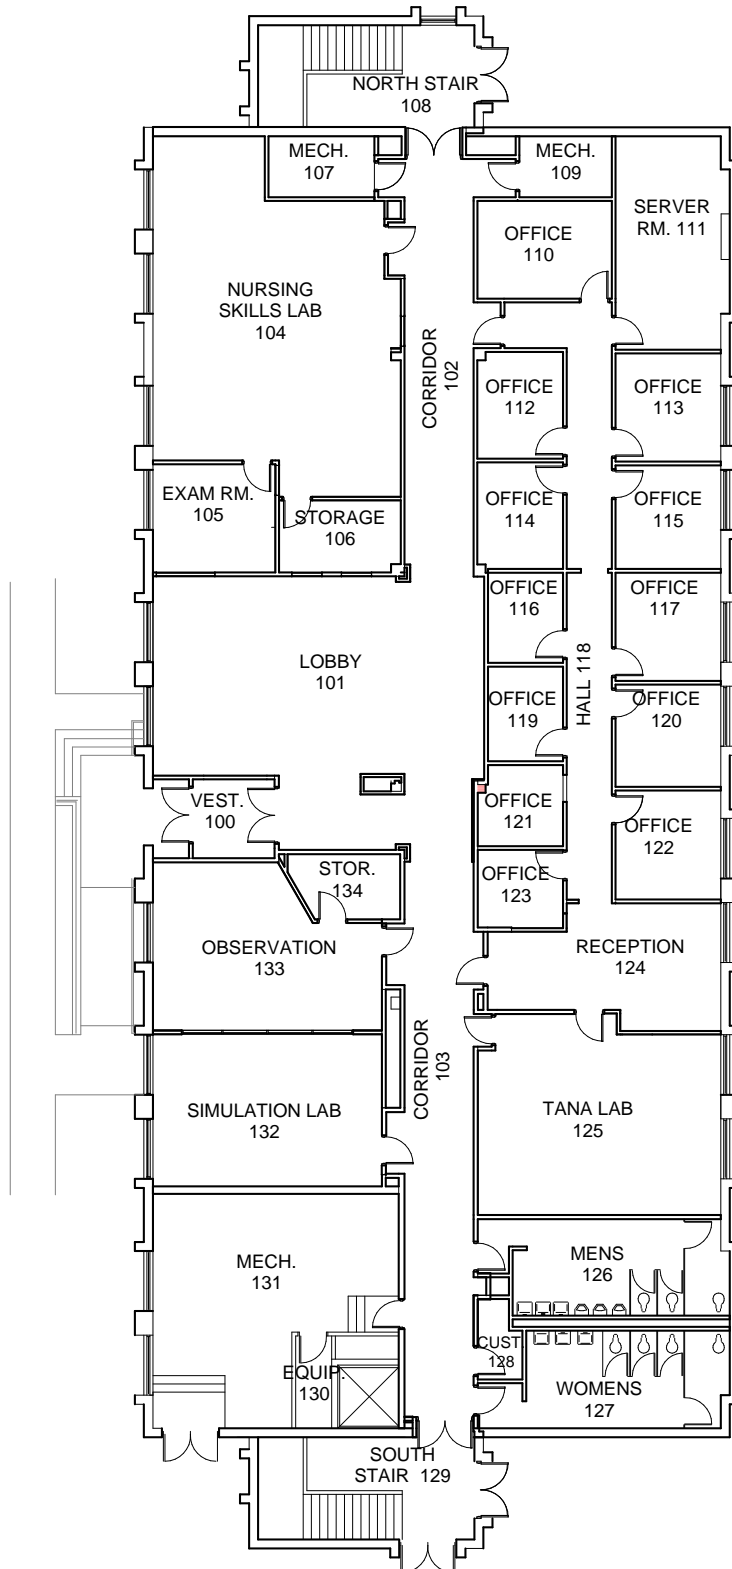 NORTH STAIR
108
MECH.
107
MECH.
109
SERVER
RM. 111
OFFICE
110
NURSING
SKILLS LAB
104
CORRIDOR
102
OFFICE
112
OFFICE
113
EXAM RM.
105
STORAGE
106
OFFICE
114
OFFICE
115
OFFICE
116
OFFICE
117
LOBBY
101
HALL 118
OFFICE
119
OFFICE
120
VEST.
100
OFFICE
121
OFFICE
122
STOR.
134
OFFICE
123
OBSERVATION
133
RECEPTION
124
CORRIDOR
103
SIMULATION LAB
132
TANA LAB
125
MECH.
131
MENS
126
CUST.
128
EQUIP.
130
WOMENS
127
SOUTH
STAIR 129